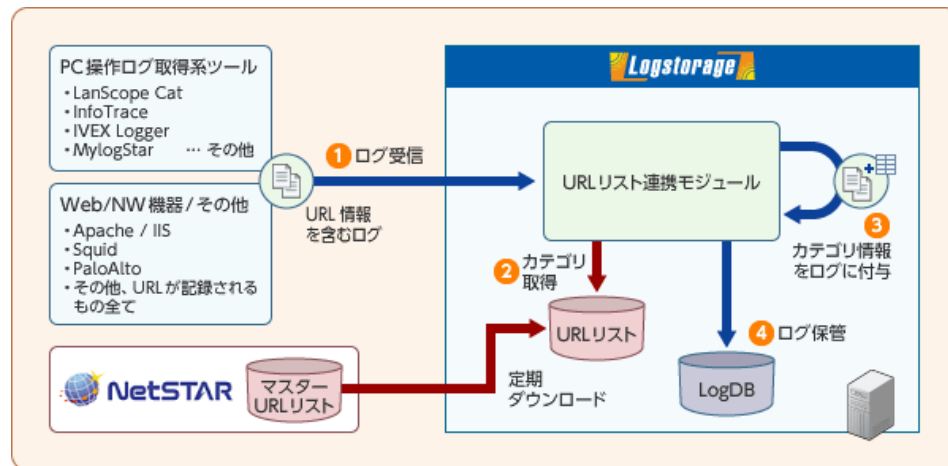 PC操作ログ取得系ツール
・LanScope Cat
・InfoTrace
・IVEX Logger
・MylogStar … その他
Web/NW機器/その他
・Apache / IIS
・Squid
・PaloAlto
・その他、URLが記録される
もの全て
1 ログ受信
URL 情報
を含むログ
NetSTAR
マスター
URLリスト
定期
ダウンロード
Logstorage
URLリスト連携モジュール
2 カテゴリ
取得
URLリスト
3
カテゴリ情報
をログに付与
4 ログ保管
LogDB